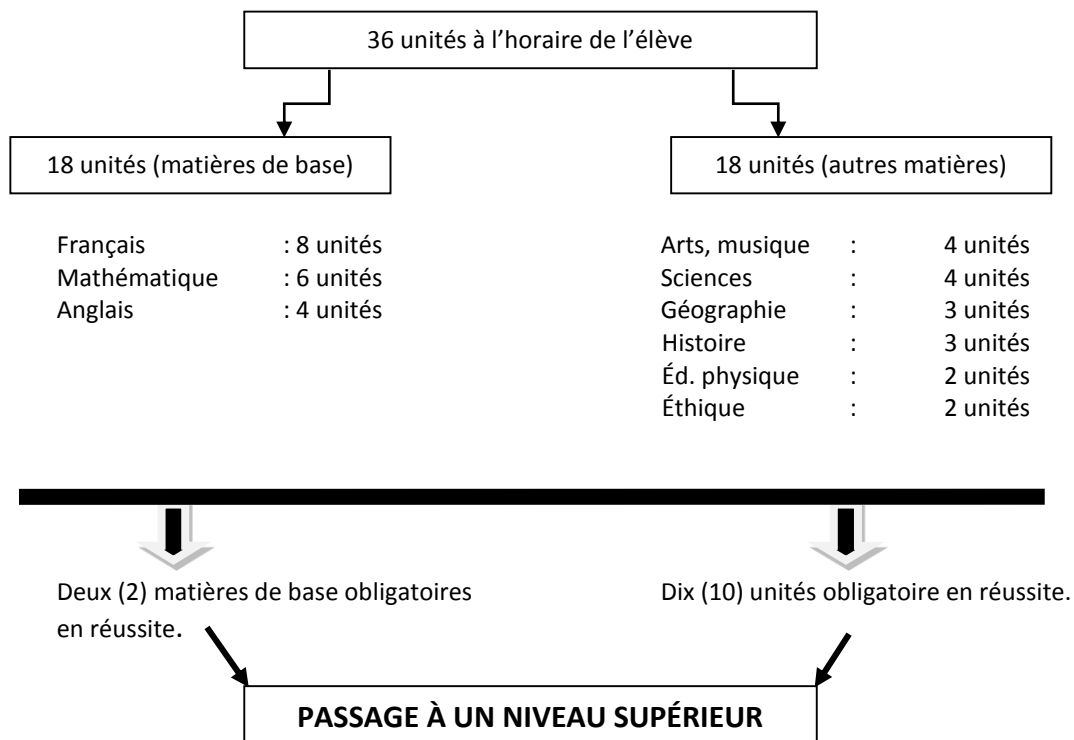 36 unités à l’horaire de l’élève
18 unités (matières de base)
18 unités (autres matières)
Français : 8 unités
Mathématique : 6 unités
Anglais : 4 unités
Arts, musique : 4 unités
Sciences : 4 unités
Géographie : 3 unités
Histoire : 3 unités
Éd. physique : 2 unités
Éthique : 2 unités
Deux (2) matières de base obligatoires
en réussite.
Dix (10) unités obligatoire en réussite.
PASSAGE À UN NIVEAU SUPÉRIEUR